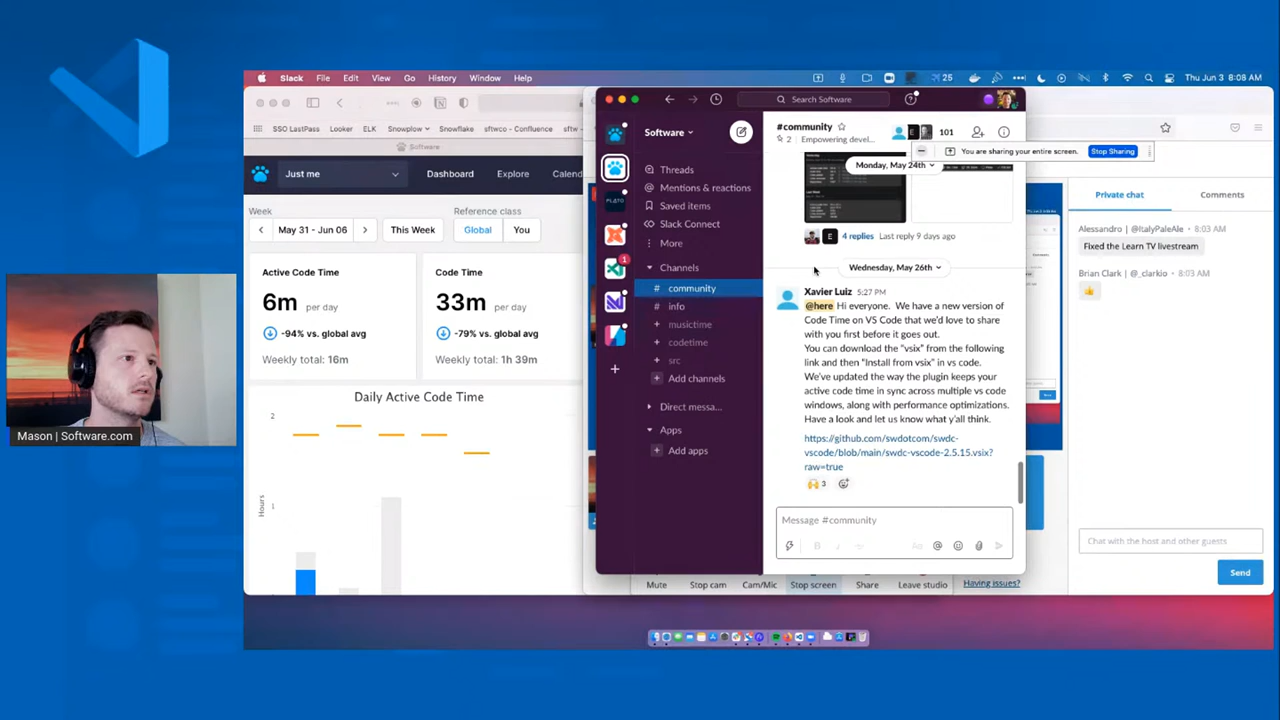 Slack File Edit View Go History Window Help
25
Thu Jun 3 8:08 AM
SSO LastPass Looker ELK Snowplow Snowflake sftwco - Confluence sftw
Software
Just me
Dashboard Explore Calend
Week
May 31 - Jun 06
This Week
Reference class
Global You
Active Code Time
6m per day
-94% vs. global avg
Weekly total: 16m
Code Time
33m per day
-79% vs. global avg
Weekly total: 1h 39m
Daily Active Code Time
2
1
Hours
Mason | Software.com
Search Software
Software
PLATO
1
Threads
Mentions & reactions
Saved items
Slack Connect
More
Channels
# community
# info
# musictime
# codetime
# src
Add channels
Direct messa...
Apps
Add apps
#community
E 101
2 Empowering devel...
You are sharing your entire screen.
Stop Sharing
Monday, May 24th
E 4 replies Last reply 9 days ago
Wednesday, May 26th
Xavier Luiz 5:27 PM
@here Hi everyone. We have a new version of
Code Time on VS Code that we'd love to share
with you first before it goes out.
You can download the "vsix" from the following
link and then "Install from vsix" in vs code.
We've updated the way the plugin keeps your
active code time in sync across multiple vs code
windows, along with performance optimizations.
Have a look and let us know what y'all think.
https://github.com/swdotcom/swdc-
vscode/blob/main/swdc-vscode-2.5.15.vsix?
raw=true
3
Message #community
B
Aa
Mute Stop cam Cam/Mic Stop screen Share Leave studio Having issues?
Private chat Comments
Alessandro | @ItalyPaleAle 8:03 AM
Fixed the Learn TV livestream
Brian Clark | @_clarkio 8:03 AM
Chat with the host and other guests
Send